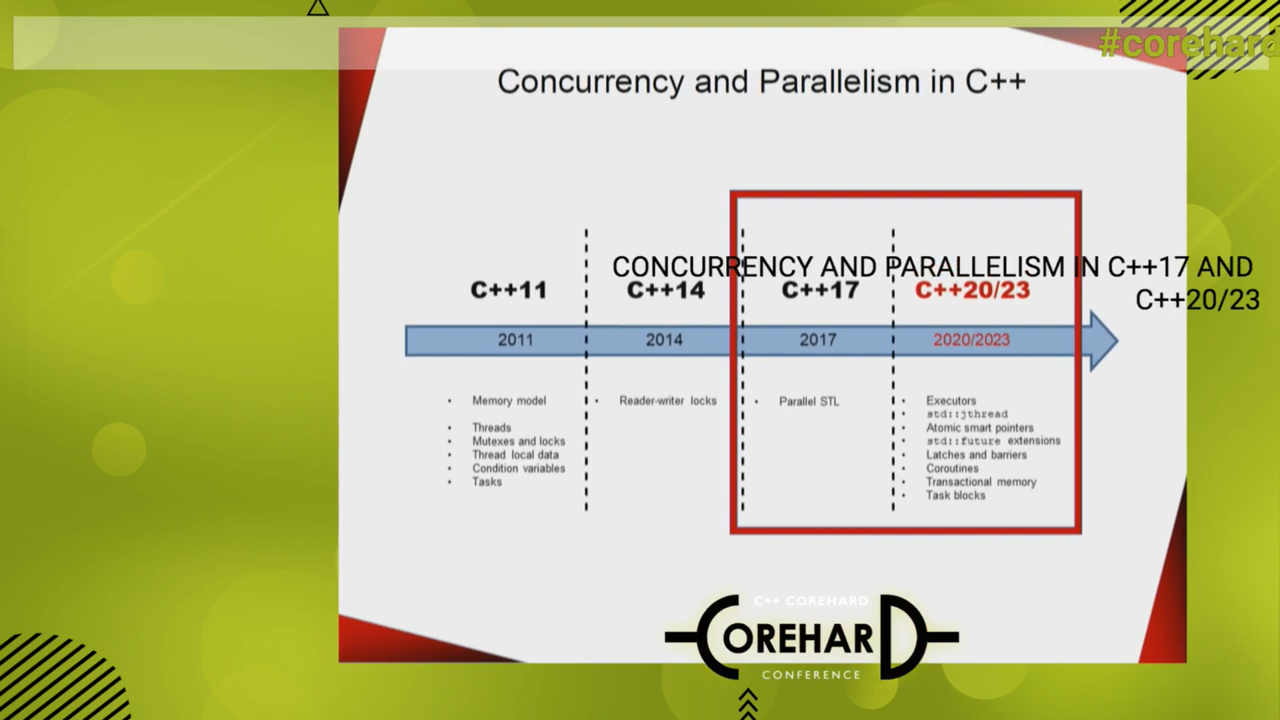 #corehard
Concurrency and Parallelism in C++
CONCURRENCY AND PARALLELISM IN C++17 AND
C++20/23
C++11
C++14
C++17
C++20/23
2011
2014
2017
2020/2023
• Memory model
• Threads
• Mutexes and locks
• Thread local data
• Condition variables
• Tasks
• Reader-writer locks
• Parallel STL
• Executors
• std::jthread
• Atomic smart pointers
• std::future extensions
• Latches and barriers
• Coroutines
• Transactional memory
• Task blocks
C++ COREHARD
COREHARD
CONFERENCE